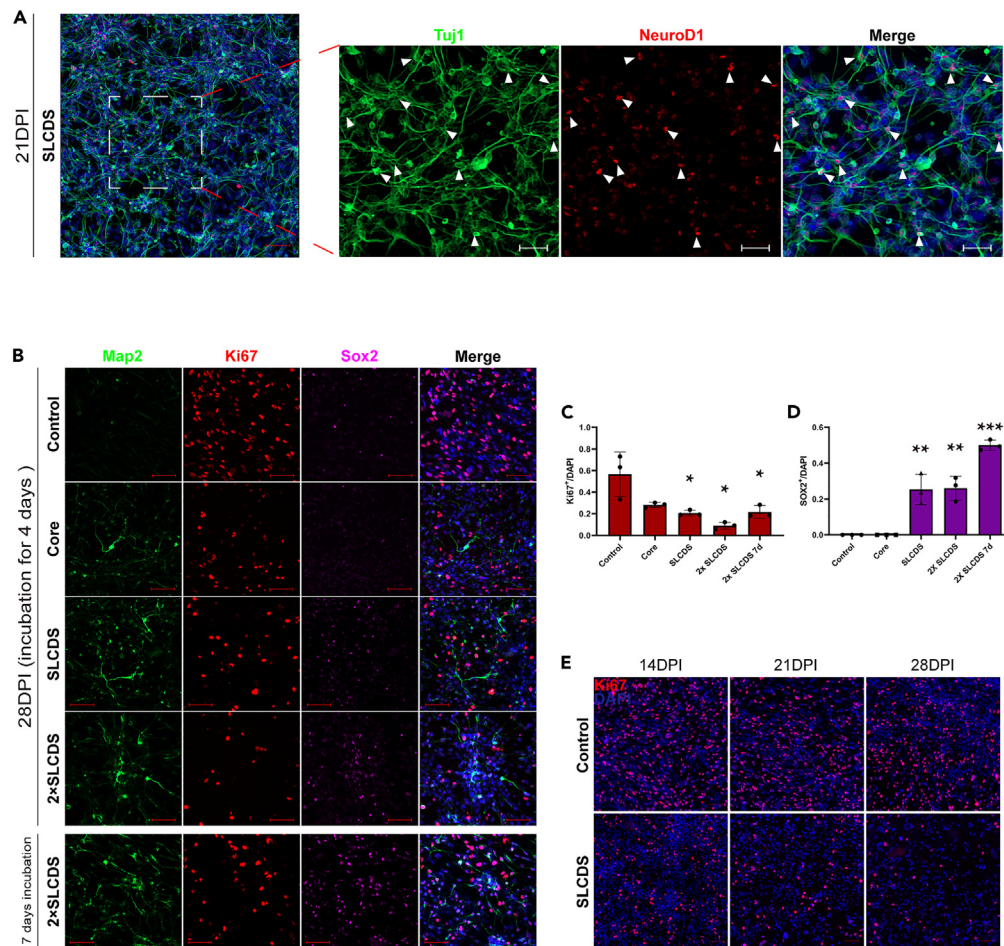 A
21DPI
SLCDS
Tuj1
NeuroD1
Merge
B
Map2
Ki67
Sox2
Merge
28DPI (incubation for 4 days)
Control
Core
SLCDS
2×SLCDS
7 days incubation
2×SLCDS
C
Ki67+/DAPI
1.0
0.8
0.6
0.4
0.2
0.0
*
*
*
Control
Core
SLCDS
2x SLCDS
2x SLCDS 7d
D
SOX2+/DAPI
0.6
0.4
0.2
0.0
**
**
***
Control
Core
SLCDS
2X SLCDS
2X SLCDS 7d
E
14DPI
21DPI
28DPI
Ki67
DAPI
Control
SLCDS